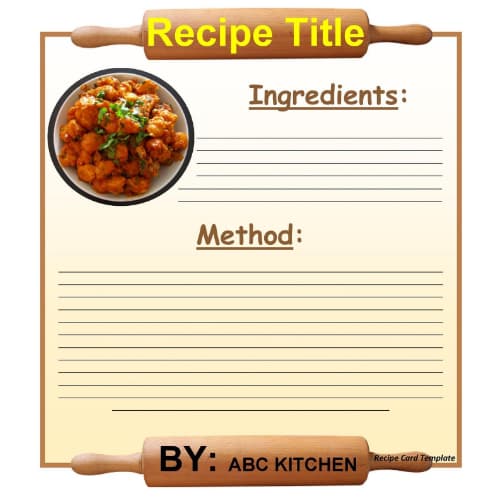 Recipe Title
Ingredients:
Method:
BY: ABC KITCHEN
Recipe Card Template